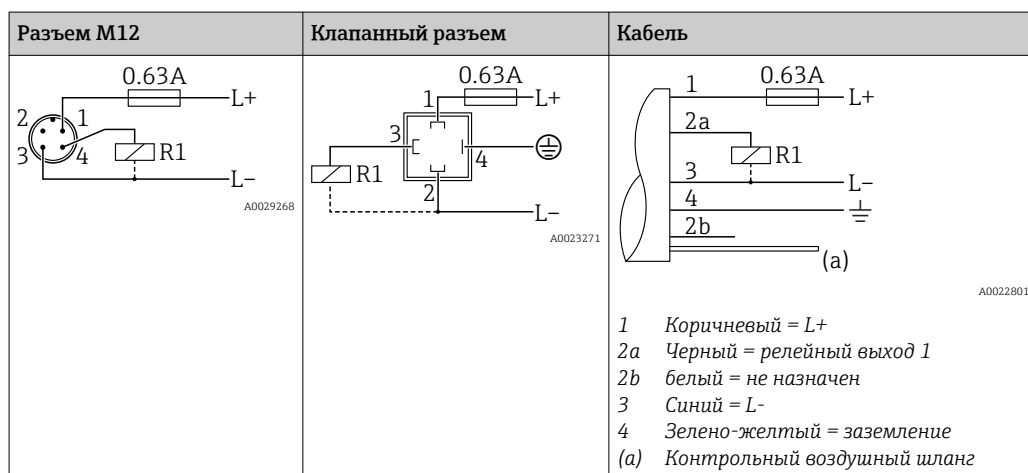 Разъем M12
Клапанный разъем
Кабель
0.63A
L+
2
1
3
4
R1
L–
A0029268
0.63A
1
L+
3
4
R1
2
L–
A0023271
1
0.63A
L+
2a
R1
3
L–
4
2b
(a)
A0022801
1 Коричневый = L+
2a Черный = релейный выход 1
2b белый = не назначен
3 Синий = L-
4 Зелено-желтый = заземление
(a) Контрольный воздушный шланг